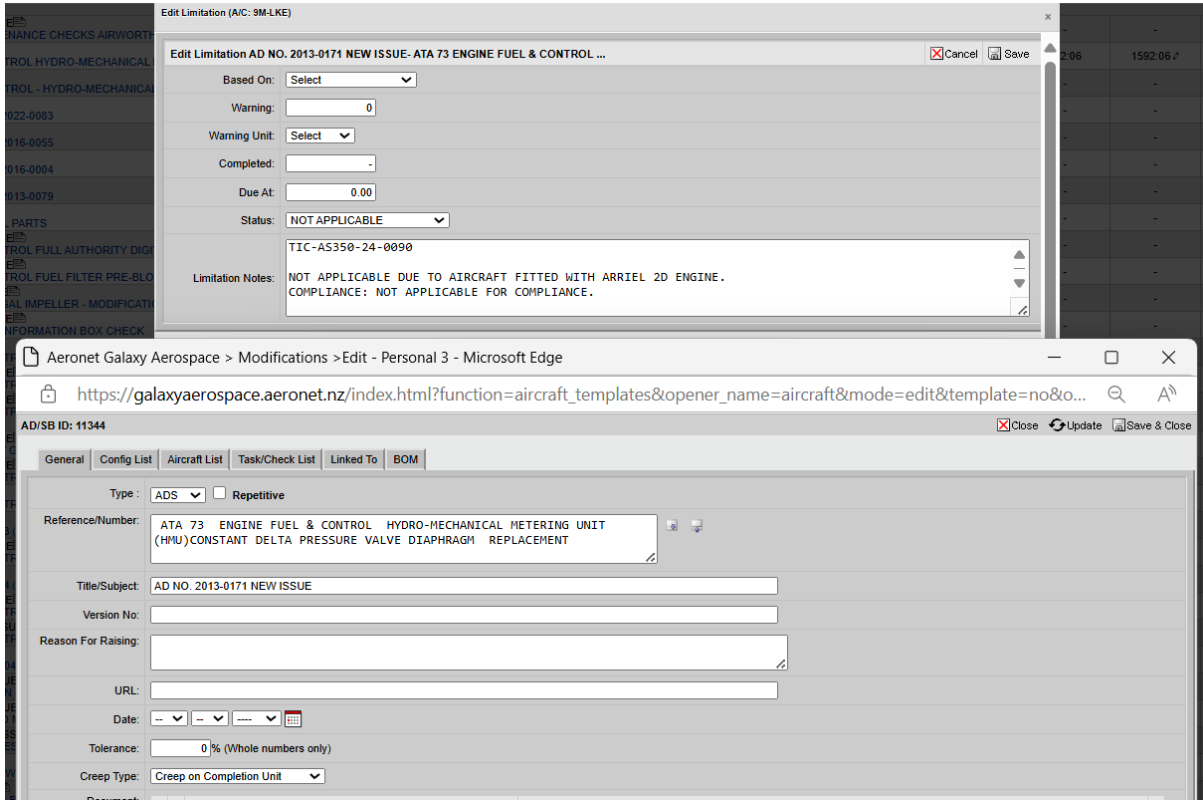 Edit Limitation (A/C: 9M-LKE)
×
Edit Limitation AD NO. 2013-0171 NEW ISSUE- ATA 73 ENGINE FUEL & CONTROL ...
Cancel Save
Based On: Select
Warning: 0
Warning Unit: Select
Completed: -
Due At: 0.00
Status: NOT APPLICABLE
Limitation Notes:
TIC-AS350-24-0090
NOT APPLICABLE DUE TO AIRCRAFT FITTED WITH ARRIEL 2D ENGINE.
COMPLIANCE: NOT APPLICABLE FOR COMPLIANCE.
ENANCE CHECKS AIRWORTH
TROL HYDRO-MECHANICAL
2:06 1592:06
TROL - HYDRO-MECHANICAL
2022-0083
2016-0055
2016-0004
2013-0079
L PARTS
TROL FULL AUTHORITY DIGI
TROL FUEL FILTER PRE-BLO
GAL IMPELLER - MODIFICATI
NFORMATION BOX CHECK
Aeronet Galaxy Aerospace > Modifications >Edit - Personal 3 - Microsoft Edge
https://galaxyaerospace.aeronet.nz/index.html?function=aircraft_templates&opener_name=aircraft&mode=edit&template=no&o...
AD/SB ID: 11344
Close Update Save & Close
General Config List Aircraft List Task/Check List Linked To BOM
Type : ADS Repetitive
Reference/Number:
ATA 73 ENGINE FUEL & CONTROL HYDRO-MECHANICAL METERING UNIT
(HMU)CONSTANT DELTA PRESSURE VALVE DIAPHRAGM REPLACEMENT
Title/Subject: AD NO. 2013-0171 NEW ISSUE
Version No:
Reason For Raising:
URL:
Date: -- -- ----
Tolerance: 0 % (Whole numbers only)
Creep Type: Creep on Completion Unit